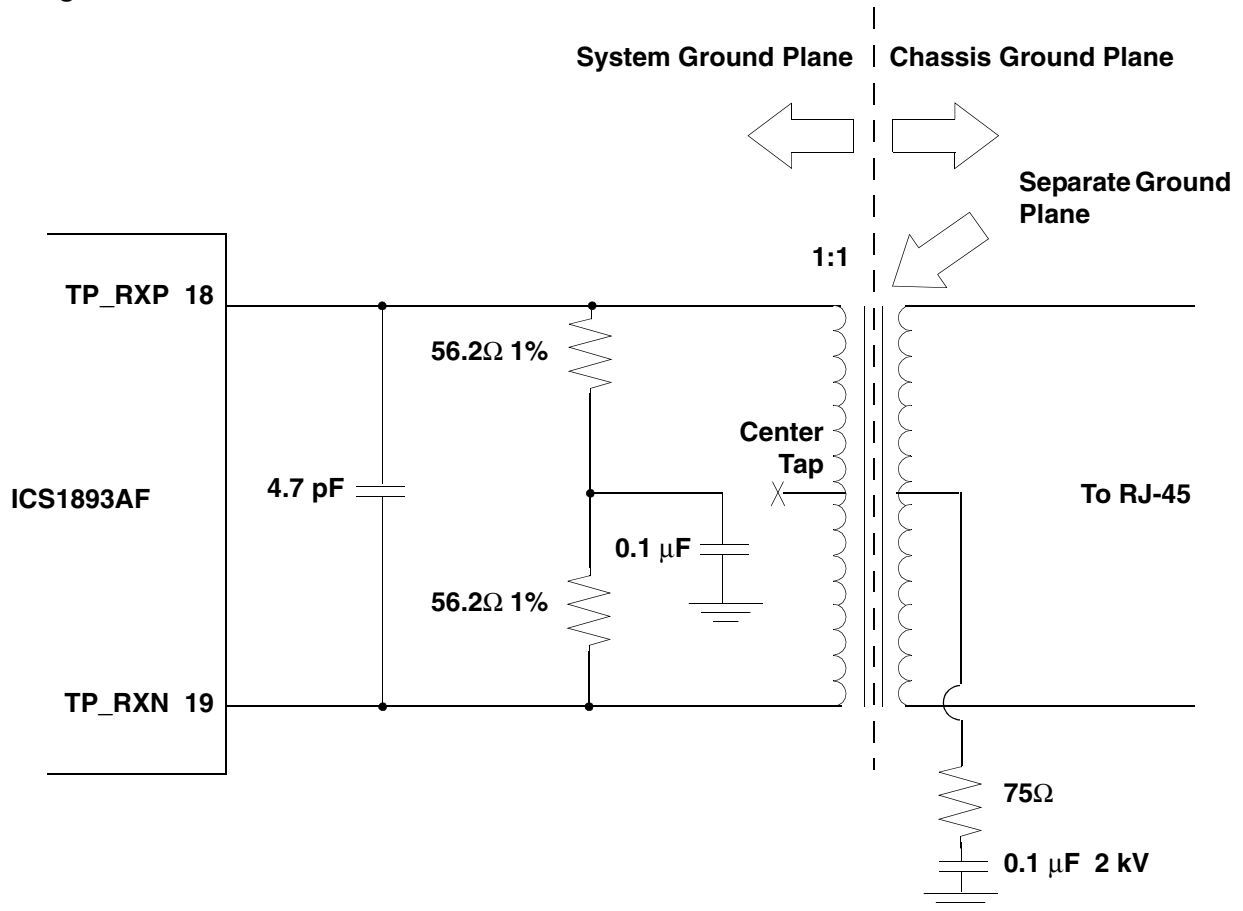 System Ground Plane
Chassis Ground Plane
Separate Ground
Plane
1:1
TP_RXP 18
56.2Ω 1%
Center
Tap
4.7 pF
ICS1893AF
To RJ-45
0.1 µF
56.2Ω 1%
TP_RXN 19
75Ω
0.1 µF 2 kV